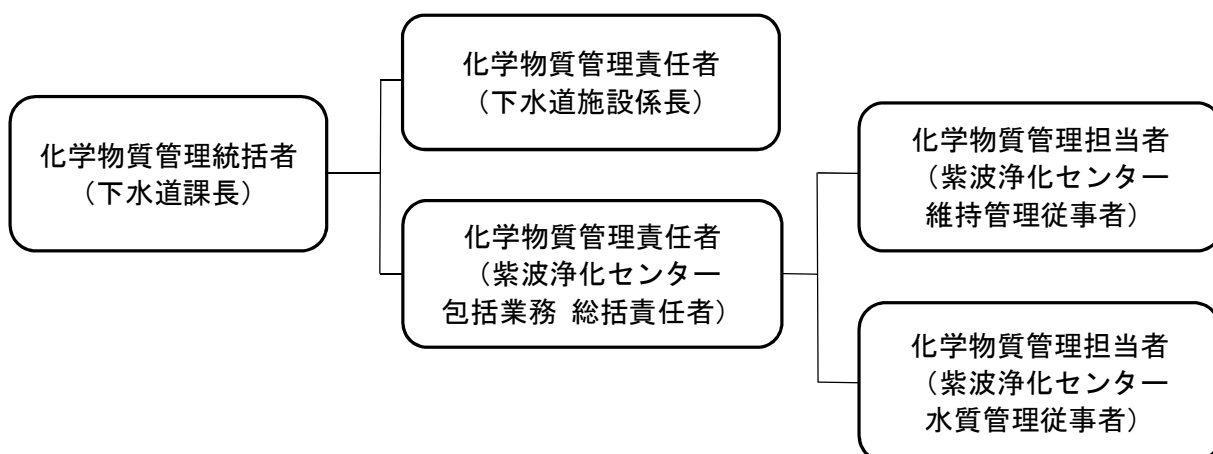 化学物質管理統括者
（下水道課長）
化学物質管理責任者
（下水道施設係長）
化学物質管理責任者
（紫波浄化センター
包括業務 総括責任者）
化学物質管理担当者
（紫波浄化センター
維持管理従事者）
化学物質管理担当者
（紫波浄化センター
水質管理従事者）